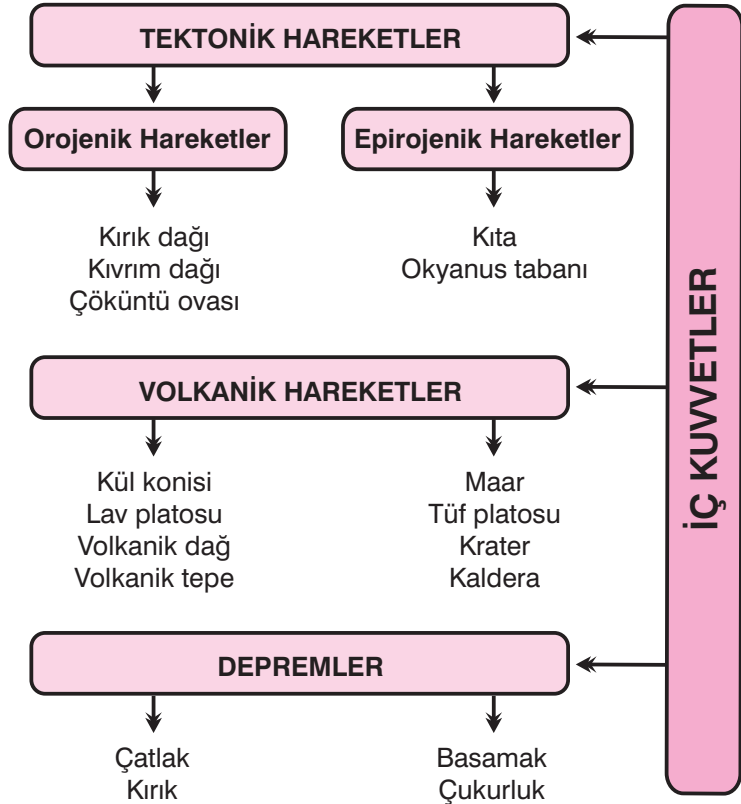 TEKTONİK HAREKETLER
Orojenik Hareketler
Epirojenik Hareketler
Kırık dağı
Kıvrım dağı
Çöküntü ovası
Kıta
Okyanus tabanı
VOLKANİK HAREKETLER
Kül konisi
Lav platosu
Volkanik dağ
Volkanik tepe
Maar
Tüf platosu
Krater
Kaldera
DEPREMLER
Çatlak
Kırık
Basamak
Çukurluk
İÇ KUVVETLER